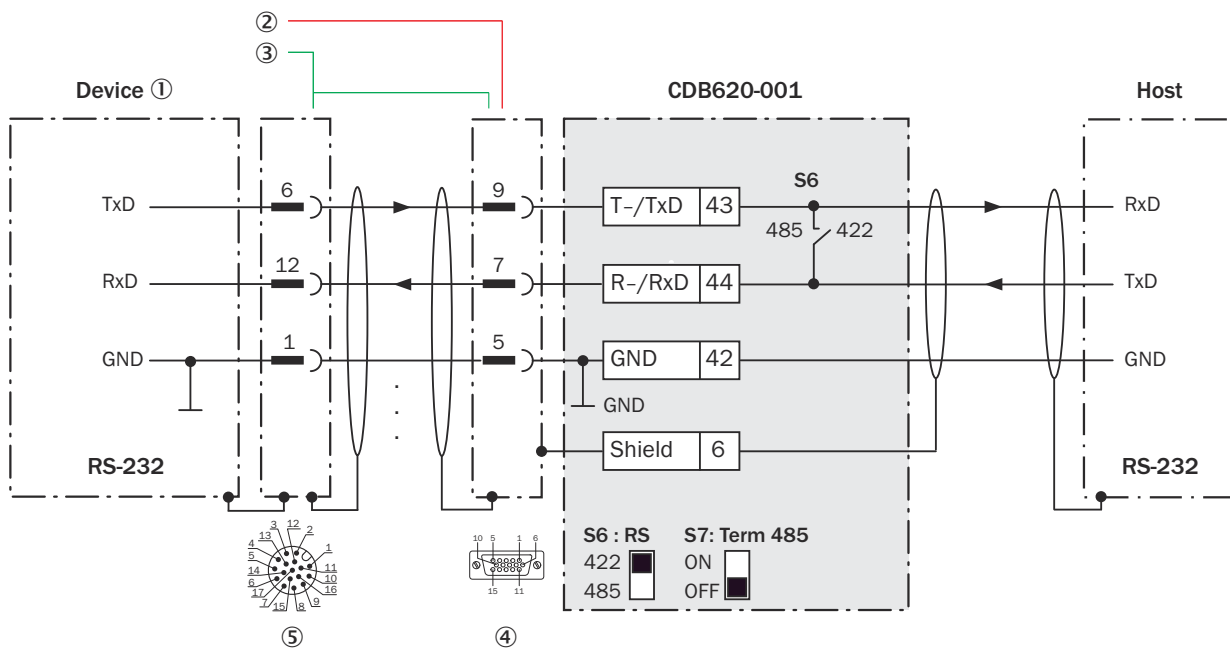 ②
③
Device ①
CDB620-001
Host
6
9
S6
TxD
T–/TxD 43
RxD
485 422
12
7
RxD
R–/RxD 44
TxD
1
5
GND
GND 42
GND
GND
Shield 6
RS-232
RS-232
S6 : RS
S7: Term 485
422
ON
485
OFF
3 12 2
13
4 1
5 11
14 10
6 16
17 9
7 15 8
10 5 1 6
15 11
⑤
④